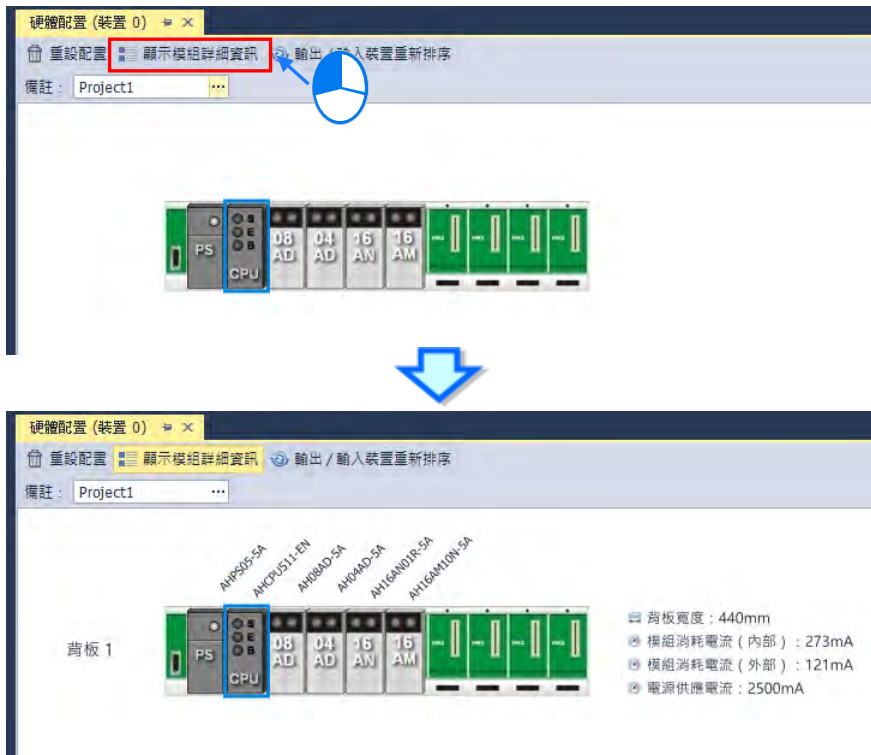 硬體配置 (裝置 0)
重設配置 顯示模組詳細資訊 輸出 / 輸入裝置重新排序
備註 : Project1 ...
PS
S
E
B
CPU
08
AD
04
AD
16
AN
16
AM
硬體配置 (裝置 0)
重設配置 顯示模組詳細資訊 輸出 / 輸入裝置重新排序
備註 : Project1 ...
AHPS05-5A
AHCPU511-EN
AH08AD-5A
AH04AD-5A
AH16AN01R-5A
AH16AM10N-5A
背板 1
PS
S
E
B
CPU
08
AD
04
AD
16
AN
16
AM
背板寬度 : 440mm
模組消耗電流 ( 內部 ) : 273mA
模組消耗電流 ( 外部 ) : 121mA
電源供應電流 : 2500mA